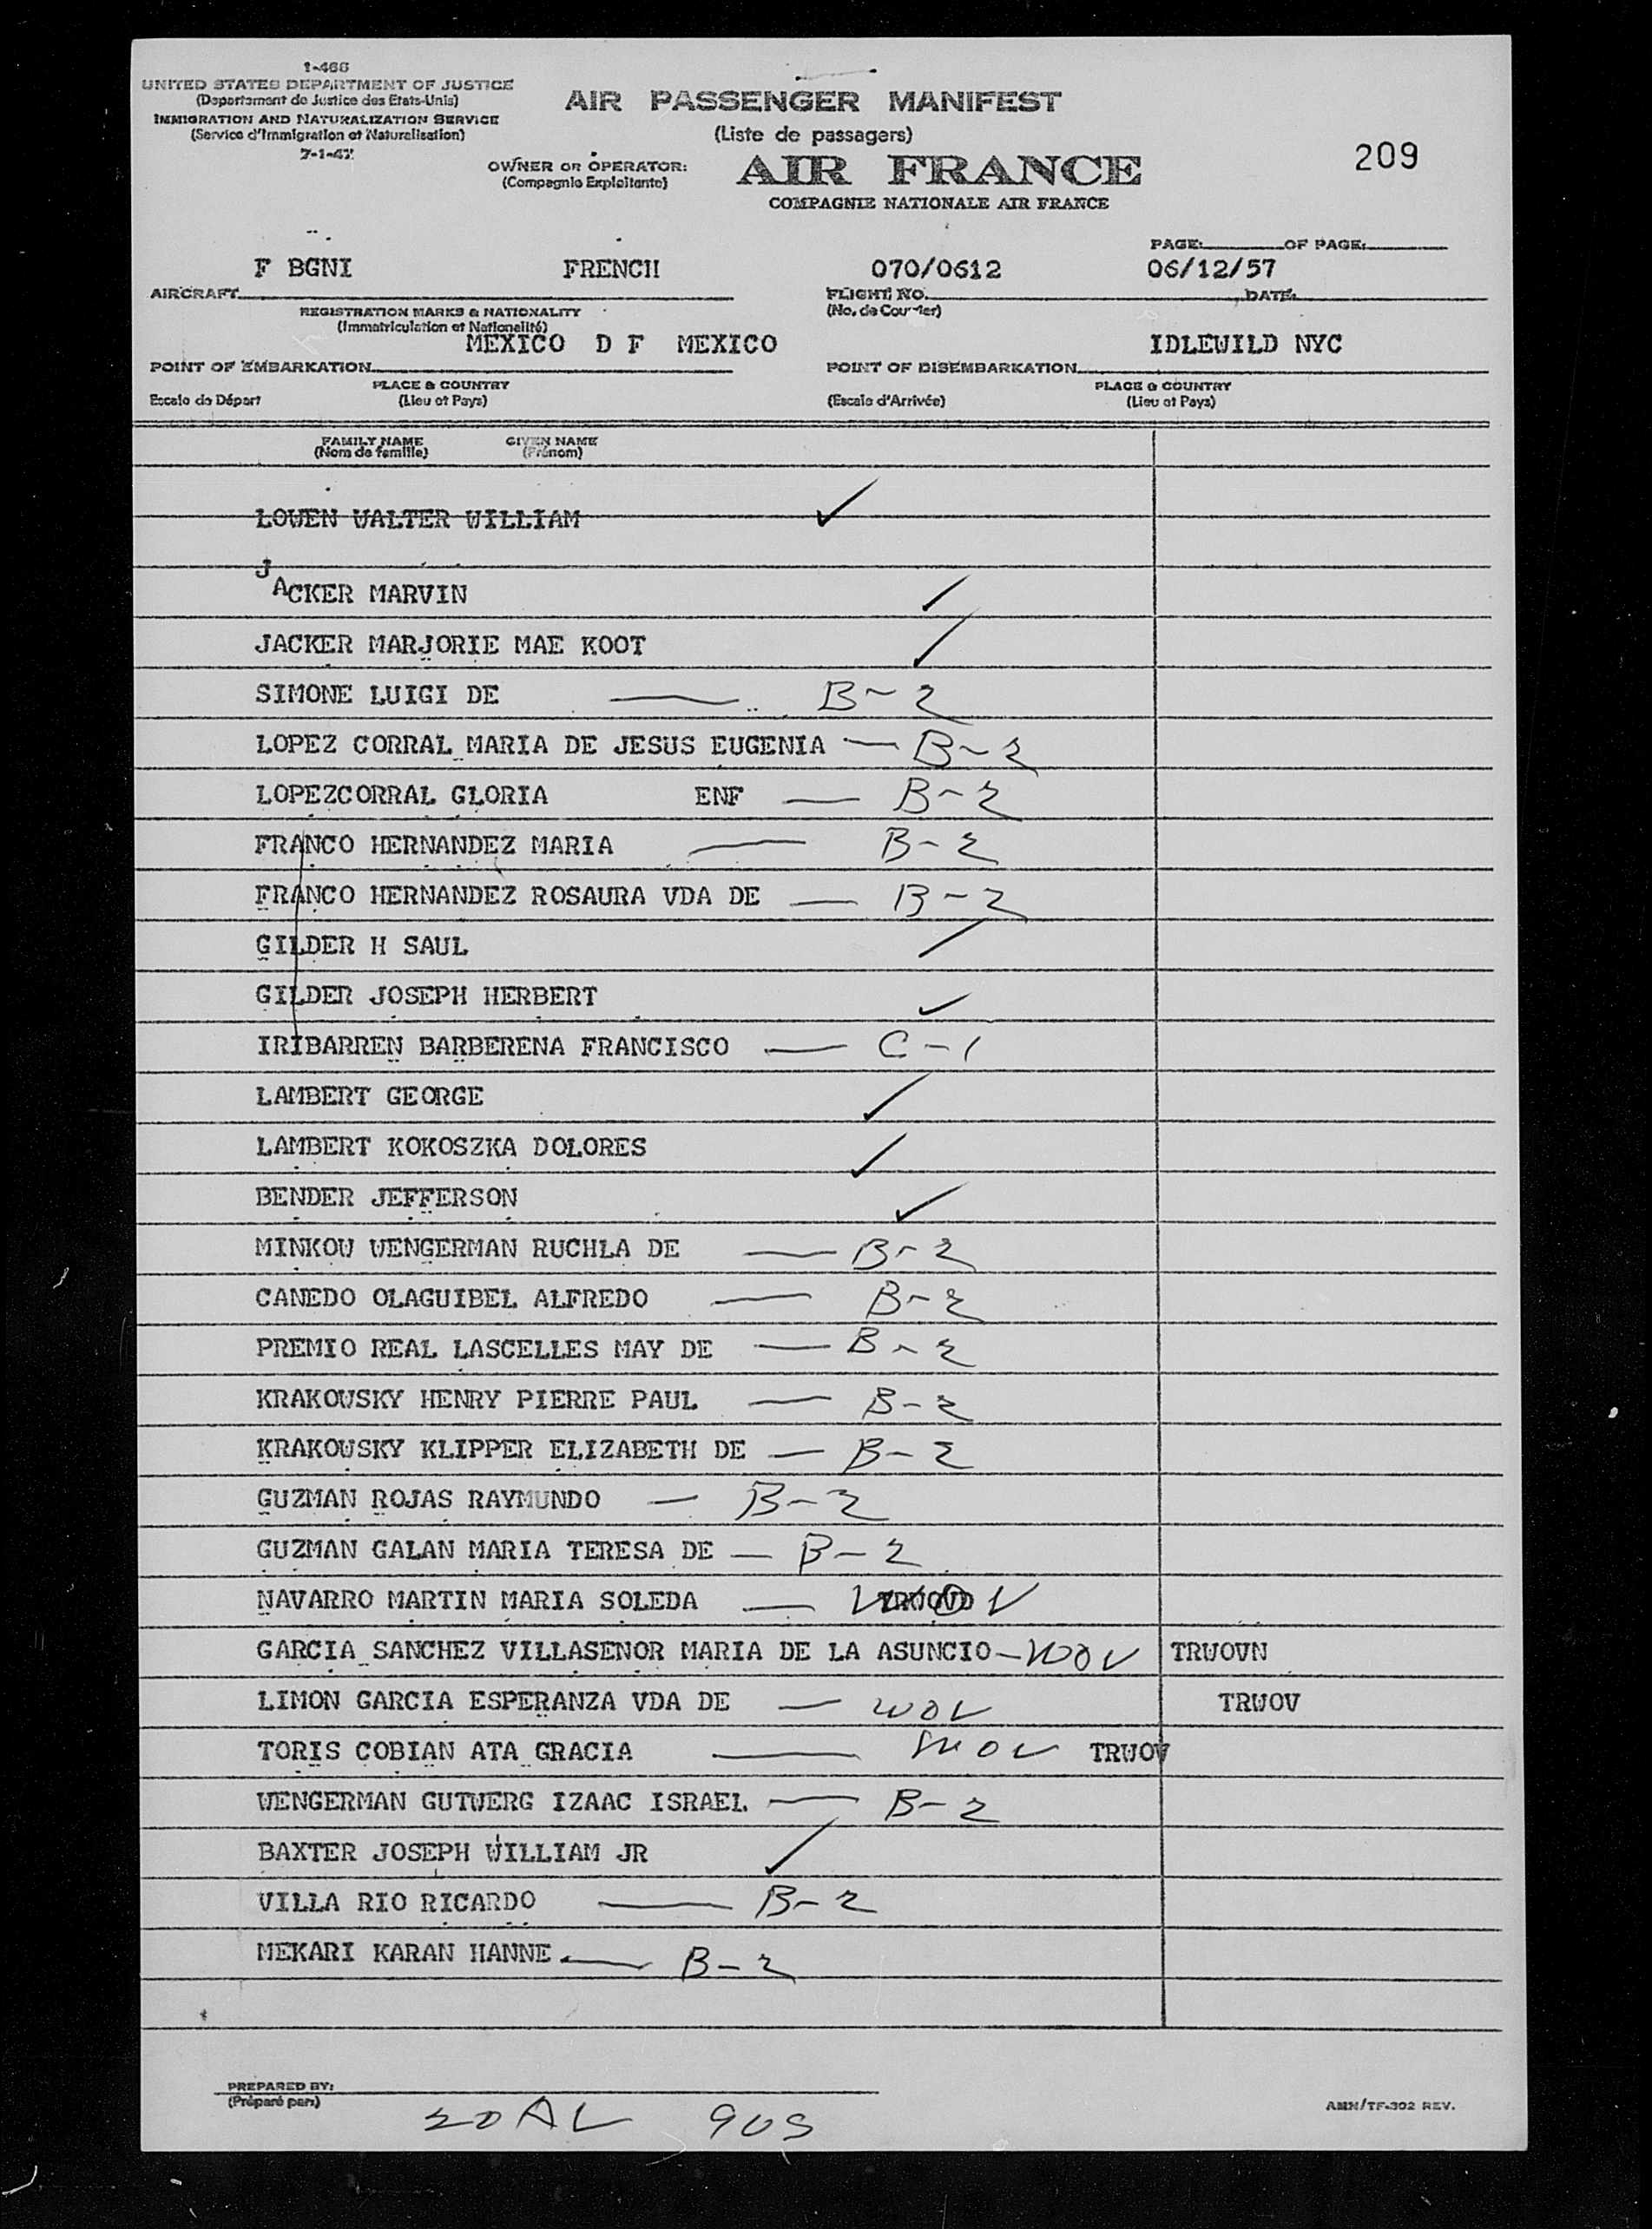 I-466
UNITED STATES DEPARTMENT OF JUSTICE
(Departement de Justice des Etats-Unis)
IMMIGRATION AND NATURALIZATION SERVICE
(Service d'Immigration et Naturalisation)
7-1-47
AIR PASSENGER MANIFEST
(Liste de passagers)
OWNER OR OPERATOR:
(Compagnie Exploitante)
AIR FRANCE
COMPAGNIE NATIONALE AIR FRANCE
209
PAGE: OF PAGE:
F BGNI FRENCH 070/0612 06/12/57
AIRCRAFT FLIGHT NO. DATE:
REGISTRATION MARKS & NATIONALITY (No. de Courrier)
(Immatriculation et Nationalité)
MEXICO D F MEXICO IDLEWILD NYC
POINT OF EMBARKATION POINT OF DISEMBARKATION
PLACE & COUNTRY PLACE & COUNTRY
Escale de Départ (Lieu et Pays) (Escale d'Arrivée) (Lieu et Pays)
FAMILY NAME GIVEN NAME
(Nom de famille) (Prénom)
LOWEN WALTER WILLIAM ✓
JACKER MARVIN ✓
JACKER MARJORIE MAE KOOT ✓
SIMONE LUIGI DE — B-2
LOPEZ CORRAL MARIA DE JESUS EUGENIA — B-2
LOPEZCORRAL GLORIA ENF — B-2
FRANCO HERNANDEZ MARIA — B-2
FRANCO HERNANDEZ ROSAURA VDA DE — B-2
GILDER H SAUL ✓
GILDER JOSEPH HERBERT ✓
IRIBARREN BARBERENA FRANCISCO — C-1
LAMBERT GEORGE ✓
LAMBERT KOKOSZKA DOLORES ✓
BENDER JEFFERSON ✓
MINKOW WENGERMAN RUCHLA DE — B-2
CANEDO OLAGUIBEL ALFREDO — B-2
PREMIO REAL LASCELLES MAY DE — B-2
KRAKOWSKY HENRY PIERRE PAUL — B-2
KRAKOWSKY KLIPPER ELIZABETH DE — B-2
GUZMAN ROJAS RAYMUNDO — B-2
GUZMAN GALAN MARIA TERESA DE — B-2
NAVARRO MARTIN MARIA SOLEDA —
GARCIA SANCHEZ VILLASENOR MARIA DE LA ASUNCIO — WOV TRWOVN
LIMON GARCIA ESPERANZA VDA DE — WOV TRWOV
TORIS COBIAN ATA GRACIA — WOV TRWOV
WENGERMAN GUTWERG IZAAC ISRAEL — B-2
BAXTER JOSEPH WILLIAM JR ✓
VILLA RIO RICARDO — B-2
MEKARI KARAN HANNE — B-2
PREPARED BY:
(Préparé par:)
AMN/TF-302 REV.
20 AL 90S